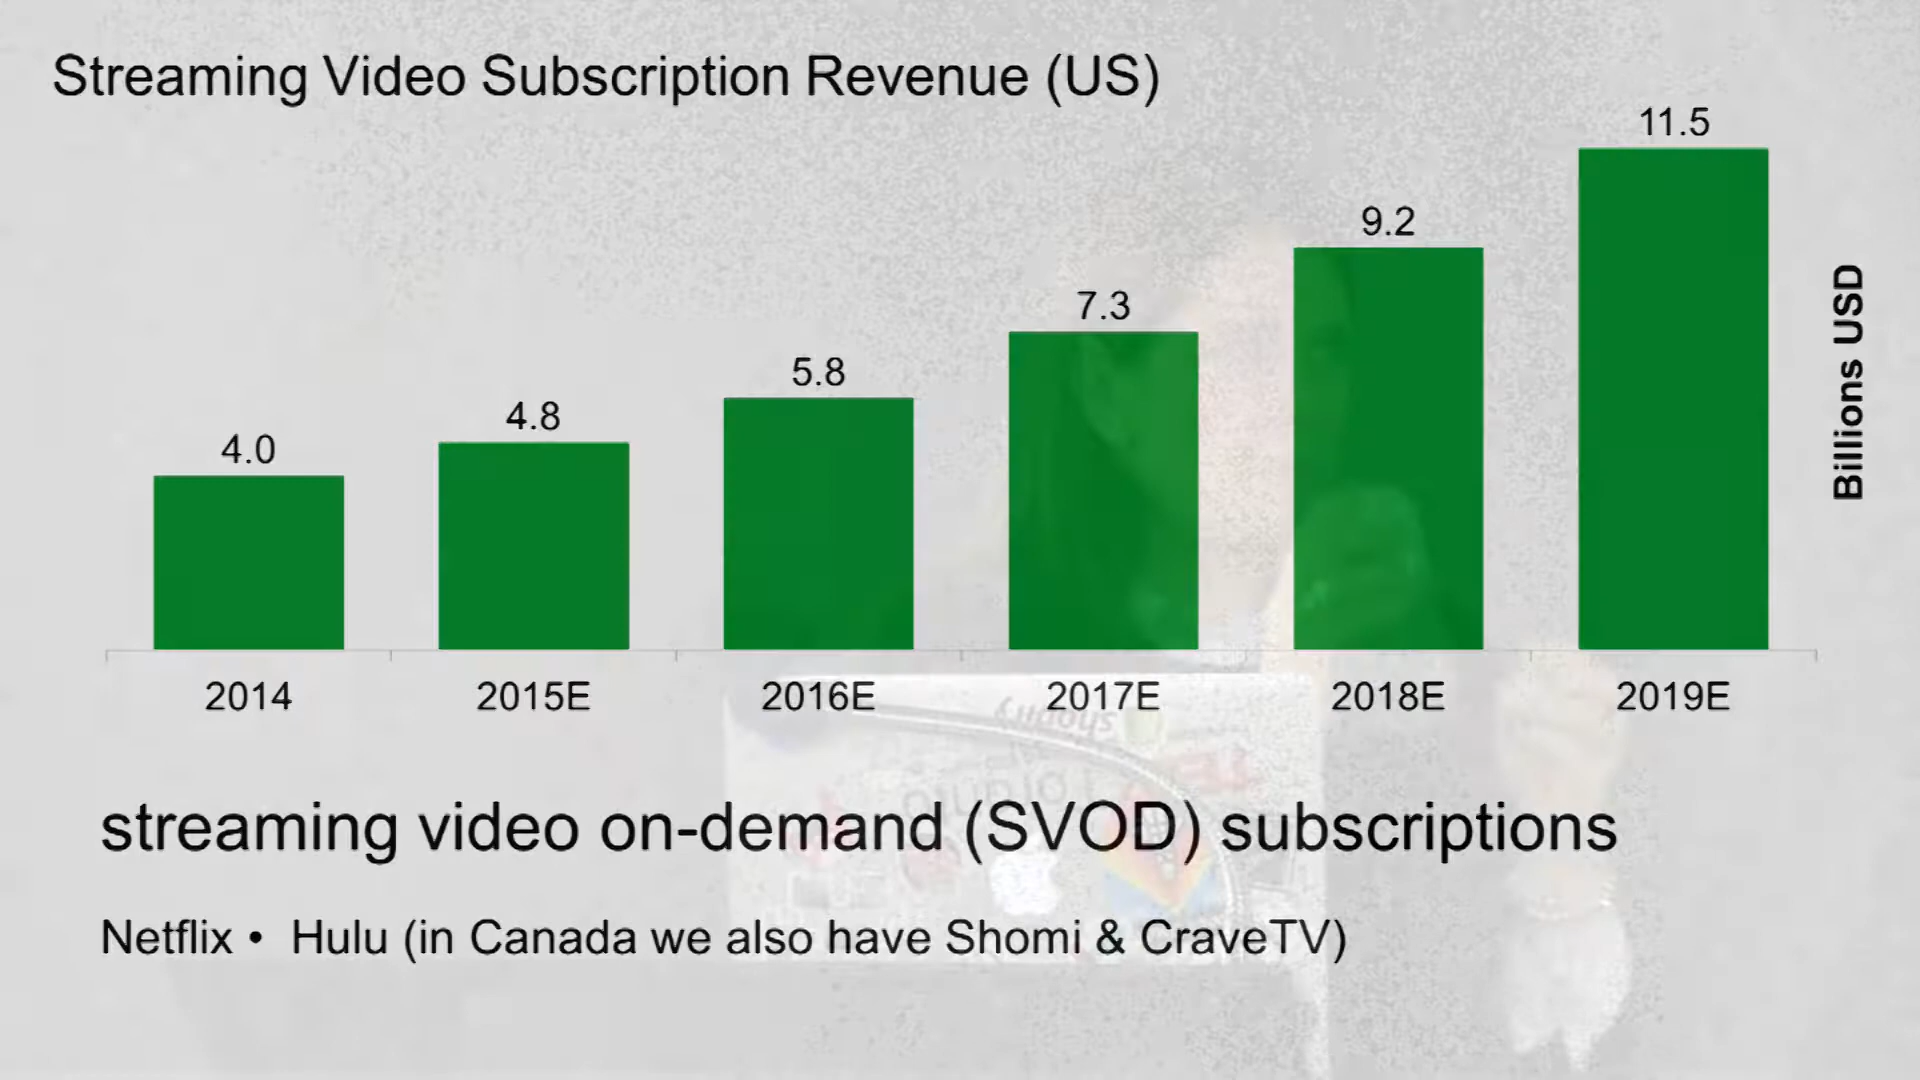 Streaming Video Subscription Revenue (US)
4.0
4.8
5.8
7.3
9.2
11.5
Billions USD
2014
2015E
2016E
2017E
2018E
2019E
streaming video on-demand (SVOD) subscriptions
Netflix • Hulu (in Canada we also have Shomi & CraveTV)